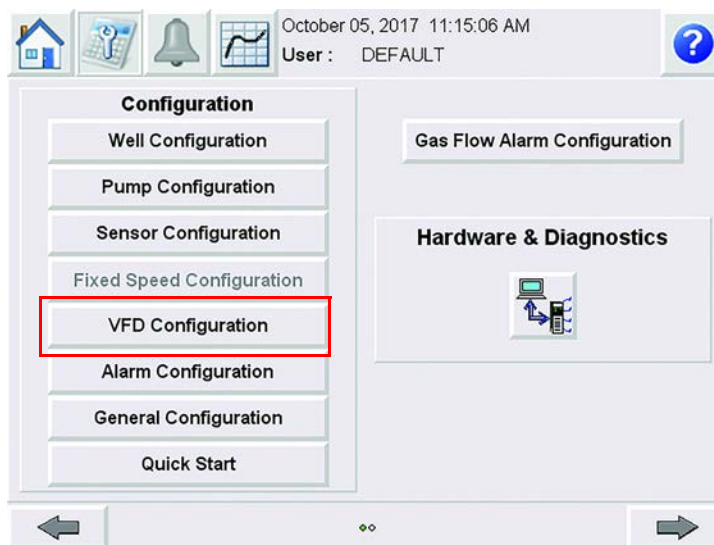 October 05, 2017 11:15:06 AM
User : DEFAULT
?
Configuration
Well Configuration
Pump Configuration
Sensor Configuration
Fixed Speed Configuration
VFD Configuration
Alarm Configuration
General Configuration
Quick Start
Gas Flow Alarm Configuration
Hardware & Diagnostics